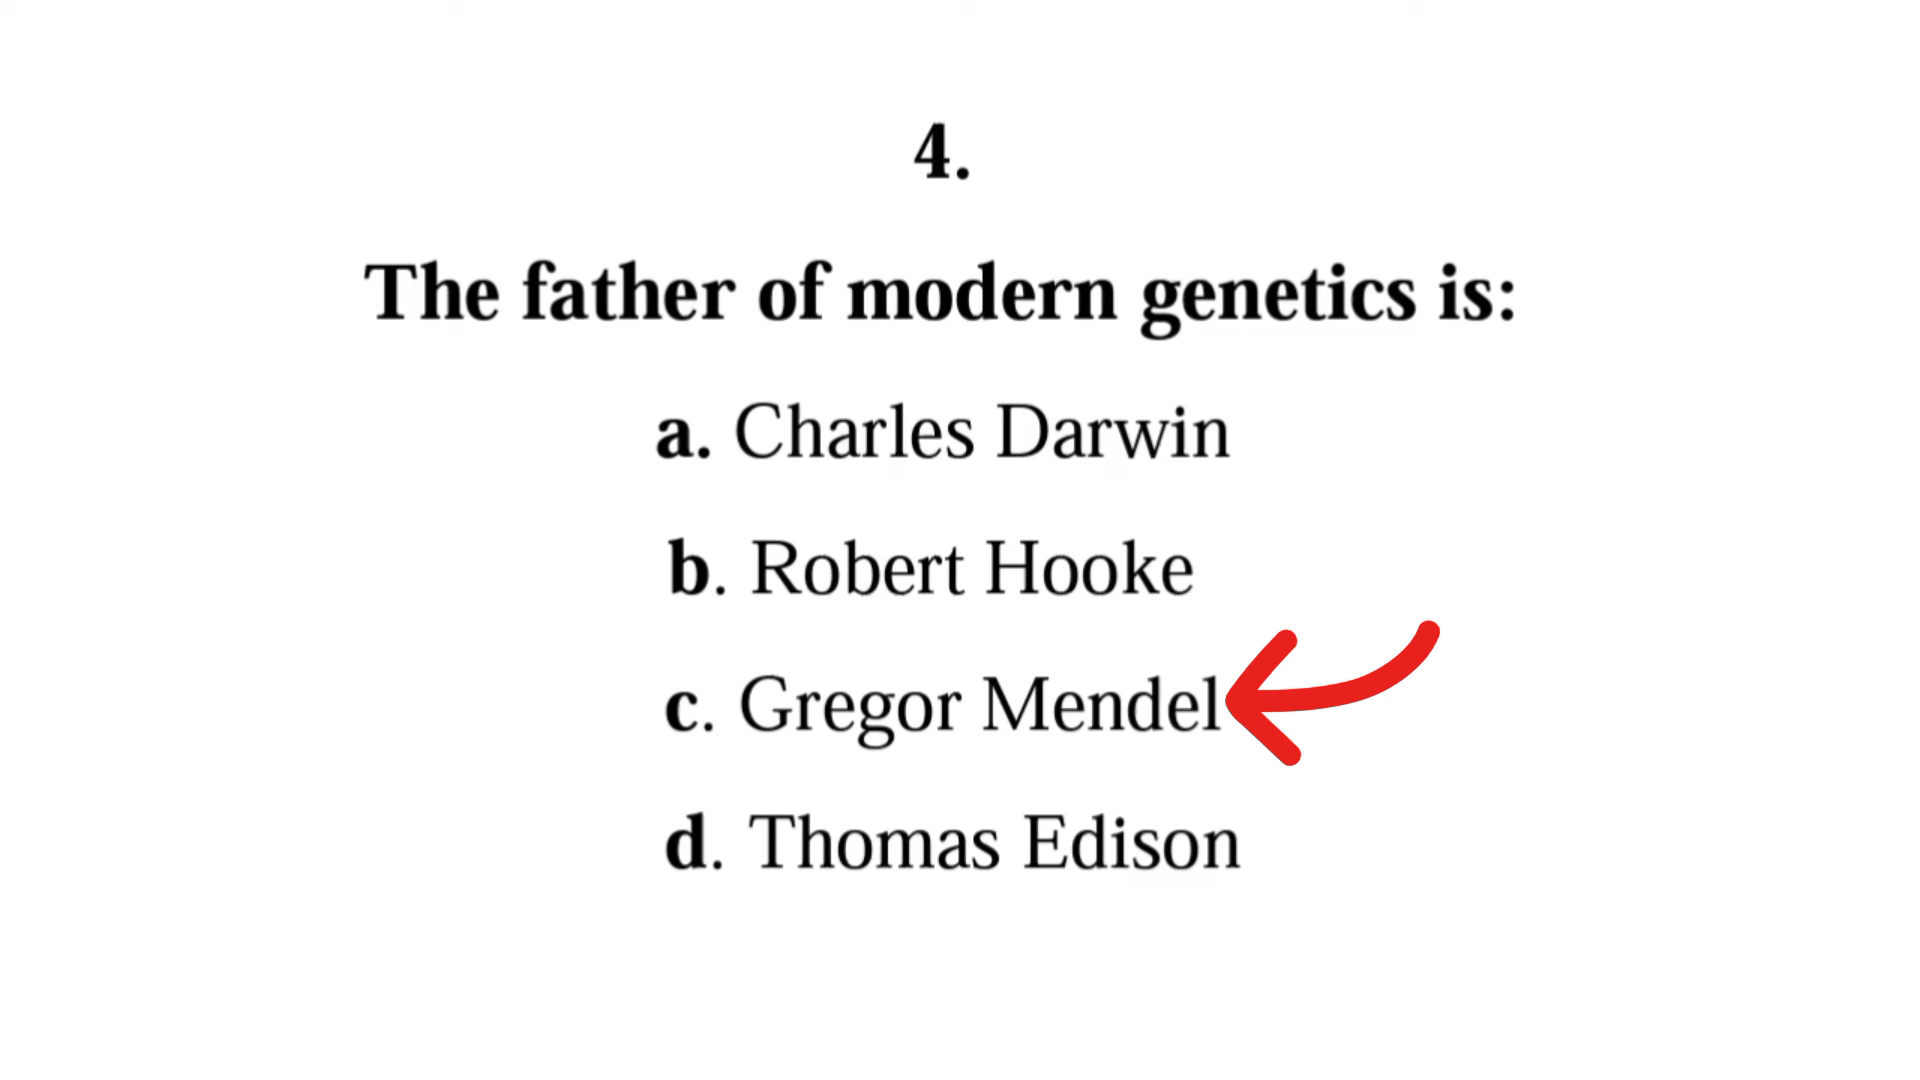 4.
The father of modern genetics is:
a. Charles Darwin
b. Robert Hooke
c. Gregor Mendel
d. Thomas Edison